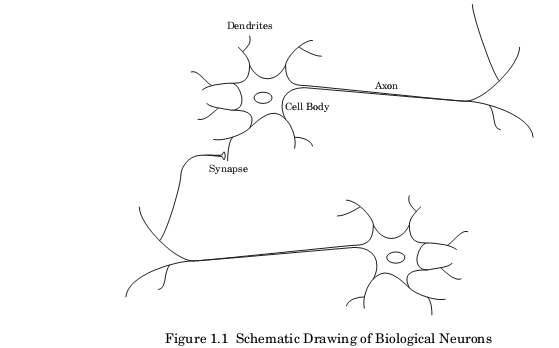 Dendrites
Axon
Cell Body
Synapse
Figure 1.1 Schematic Drawing of Biological Neurons